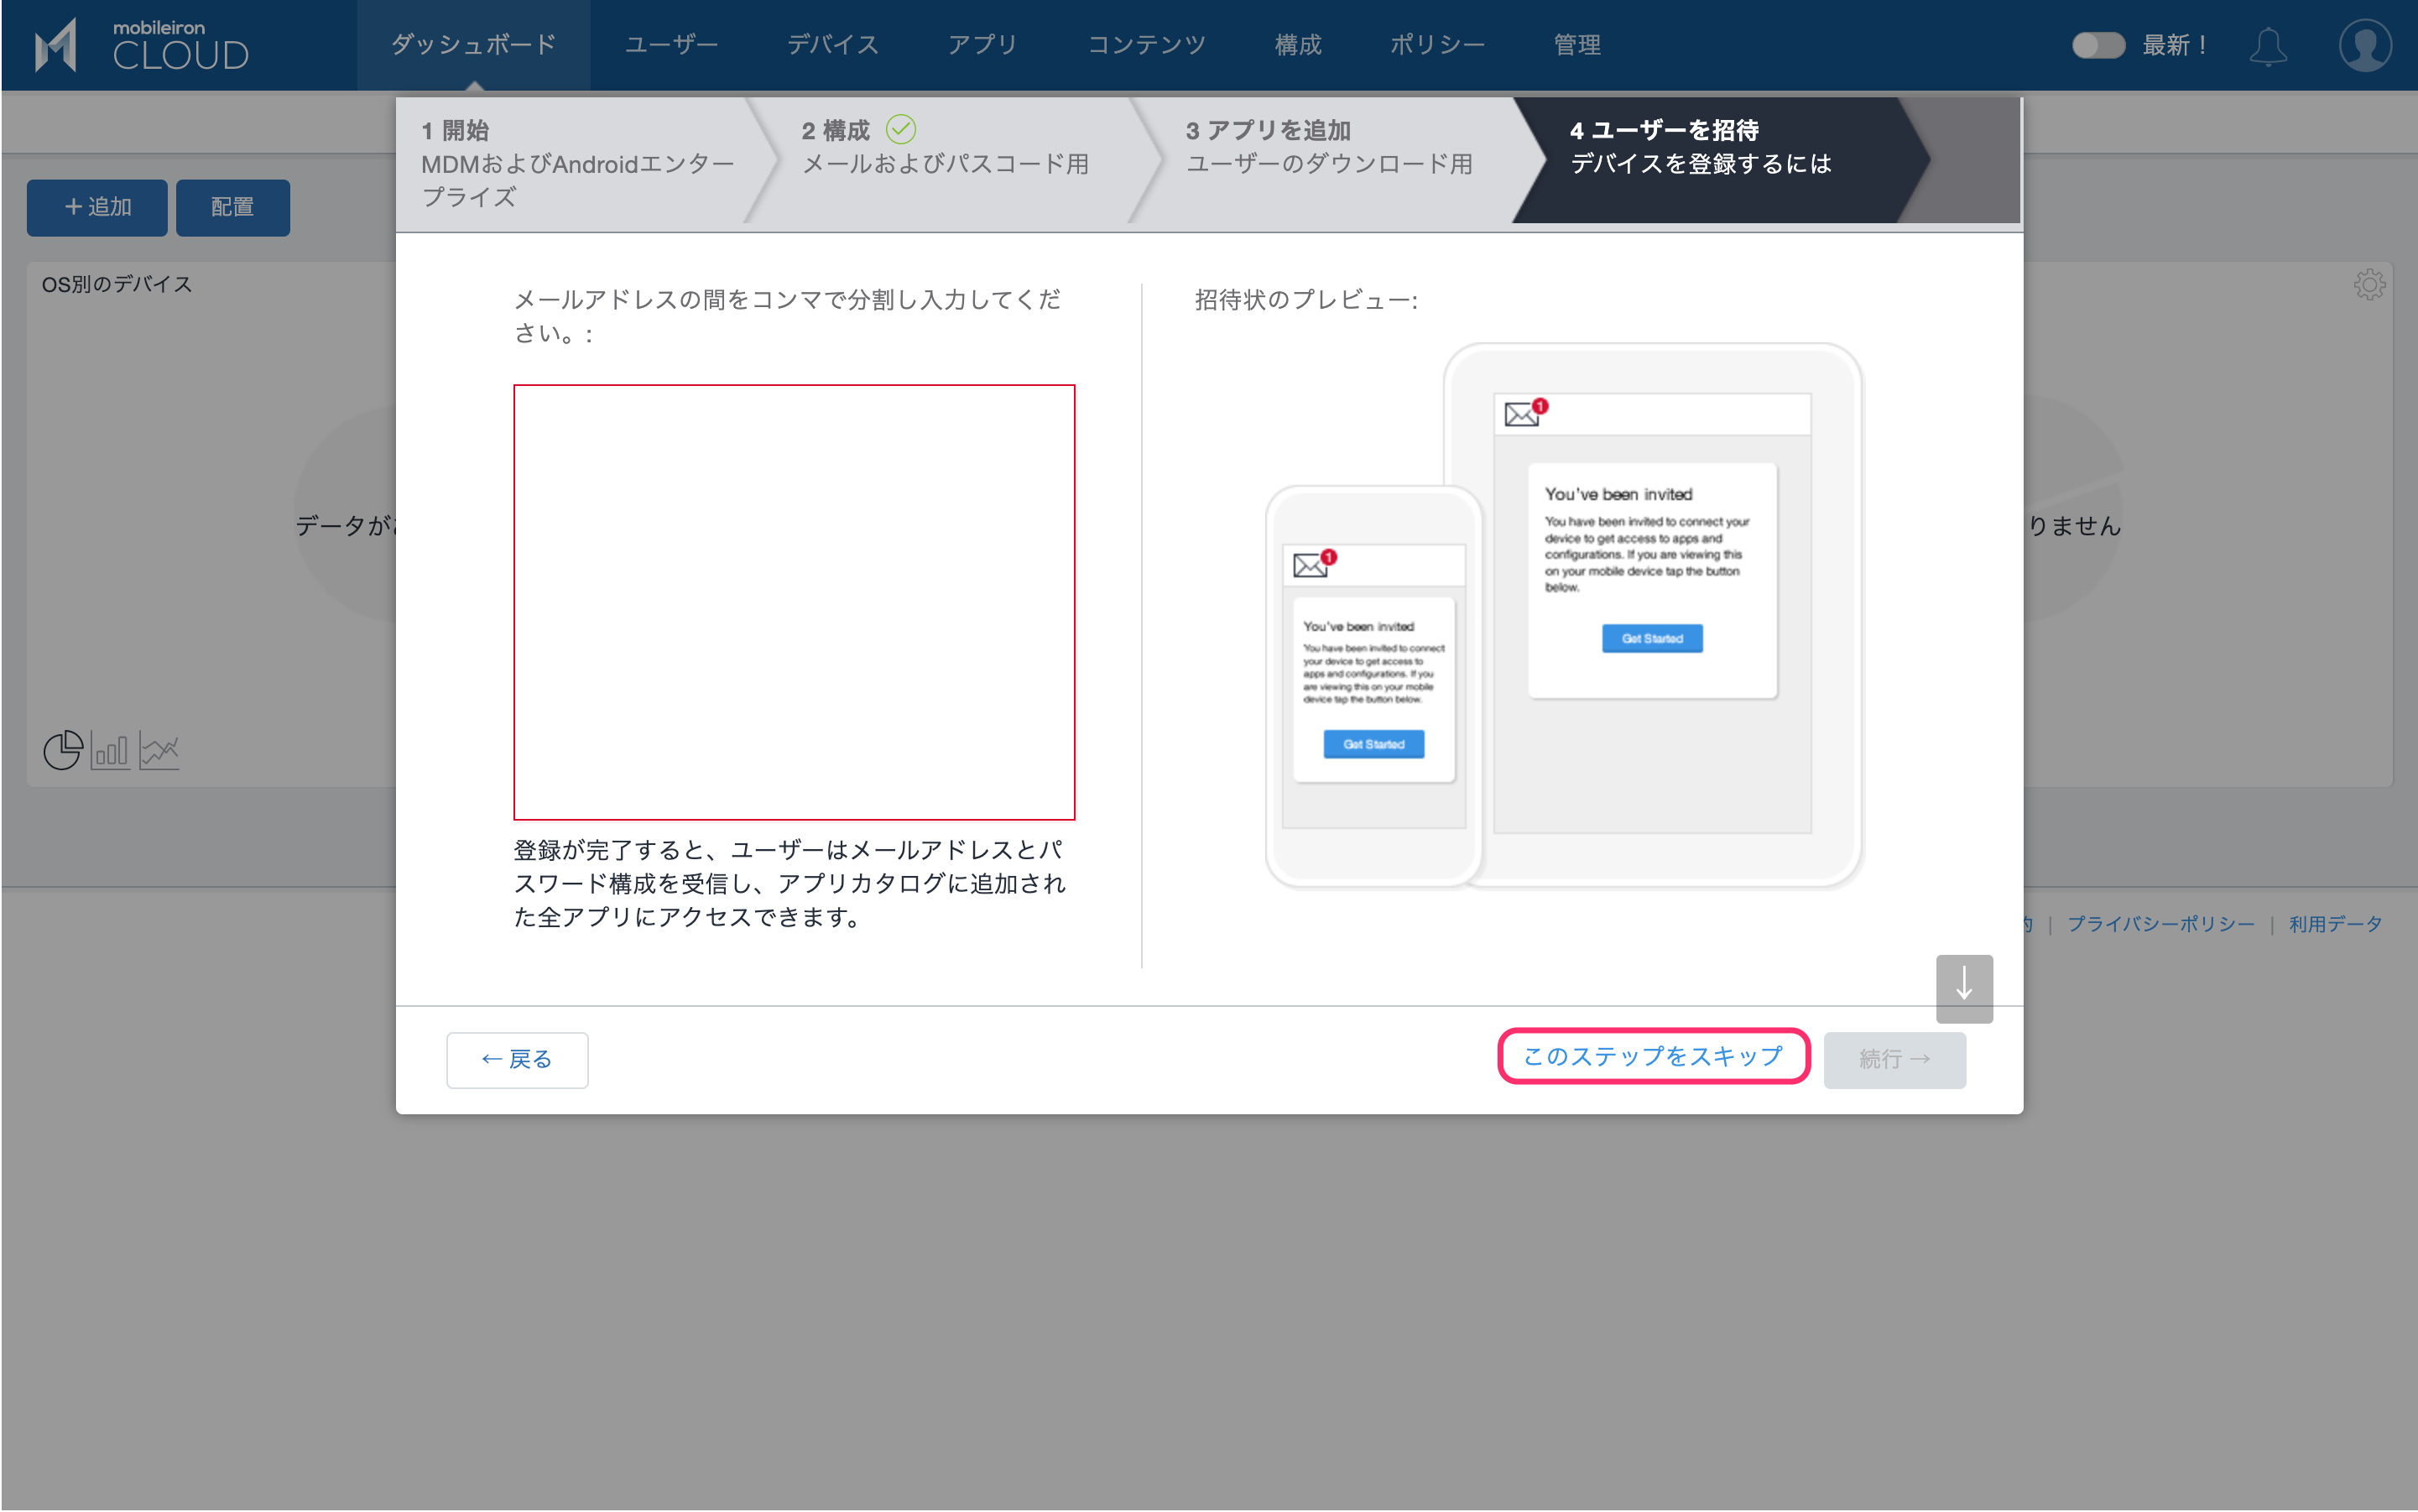 mobileiron
CLOUD
ダッシュボード
ユーザー
デバイス
アプリ
コンテンツ
構成
ポリシー
管理
最新！
1 開始
MDMおよびAndroidエンター
プライズ
2 構成
メールおよびパスコード用
3 アプリを追加
ユーザーのダウンロード用
4 ユーザーを招待
デバイスを登録するには
+ 追加
配置
OS別のデバイス
データがあ
りません
メールアドレスの間をコンマで分割し入力してくだ
さい。:
登録が完了すると、ユーザーはメールアドレスとパ
スワード構成を受信し、アプリカタログに追加され
た全アプリにアクセスできます。
招待状のプレビュー:
1
You've been invited
You have been invited to connect your
device to get access to apps and
configurations. If you are viewing this
on your mobile device tap the button
below.
Get Started
1
You've been invited
You have been invited to connect
your device to get access to
apps and configurations. If you
are viewing this on your mobile
device tap the button below.
Get Started
約 | プライバシーポリシー | 利用データ
↓
← 戻る
このステップをスキップ
続行 →